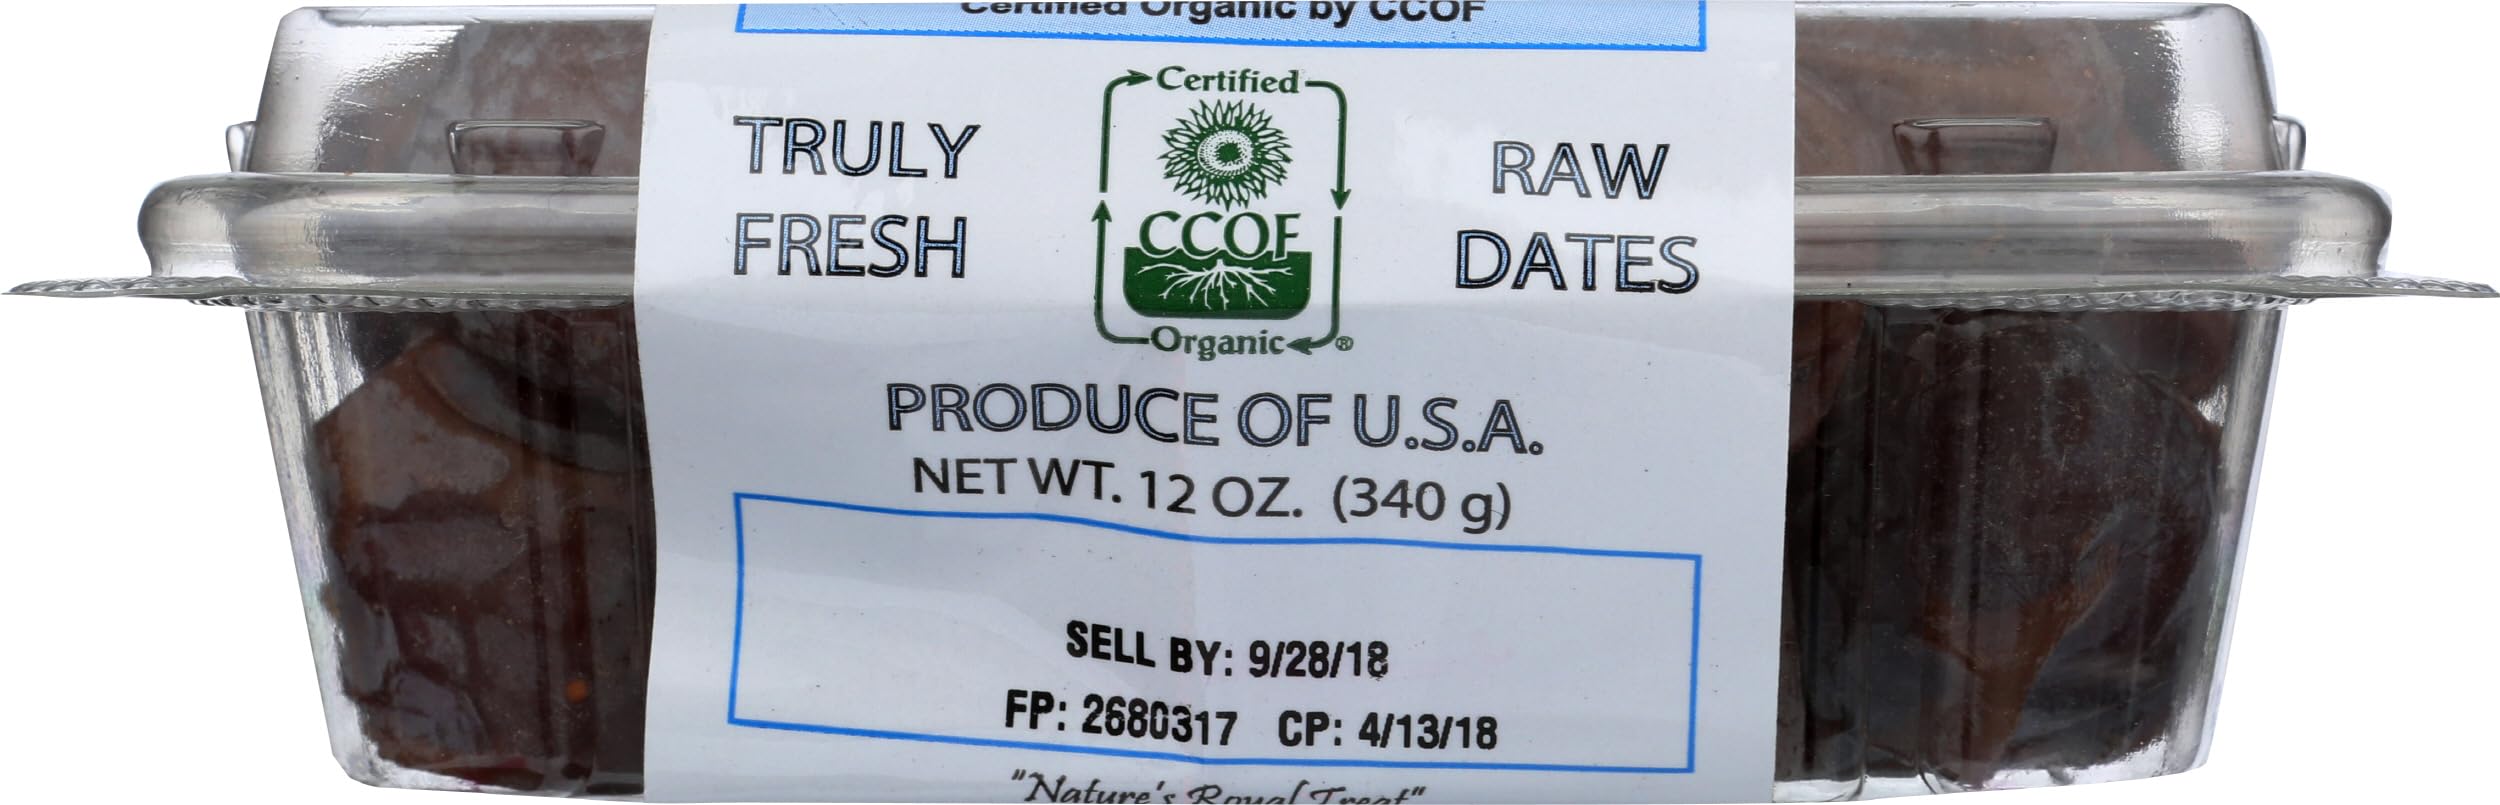 Certified Organic by CCOF
Certified
CCOF
Organic ®
TRULY
FRESH
RAW
DATES
PRODUCE OF U.S.A.
NET WT. 12 OZ. (340 g)
SELL BY: 9/28/18
FP: 2680317 CP: 4/13/18
"Nature's Royal Treat"